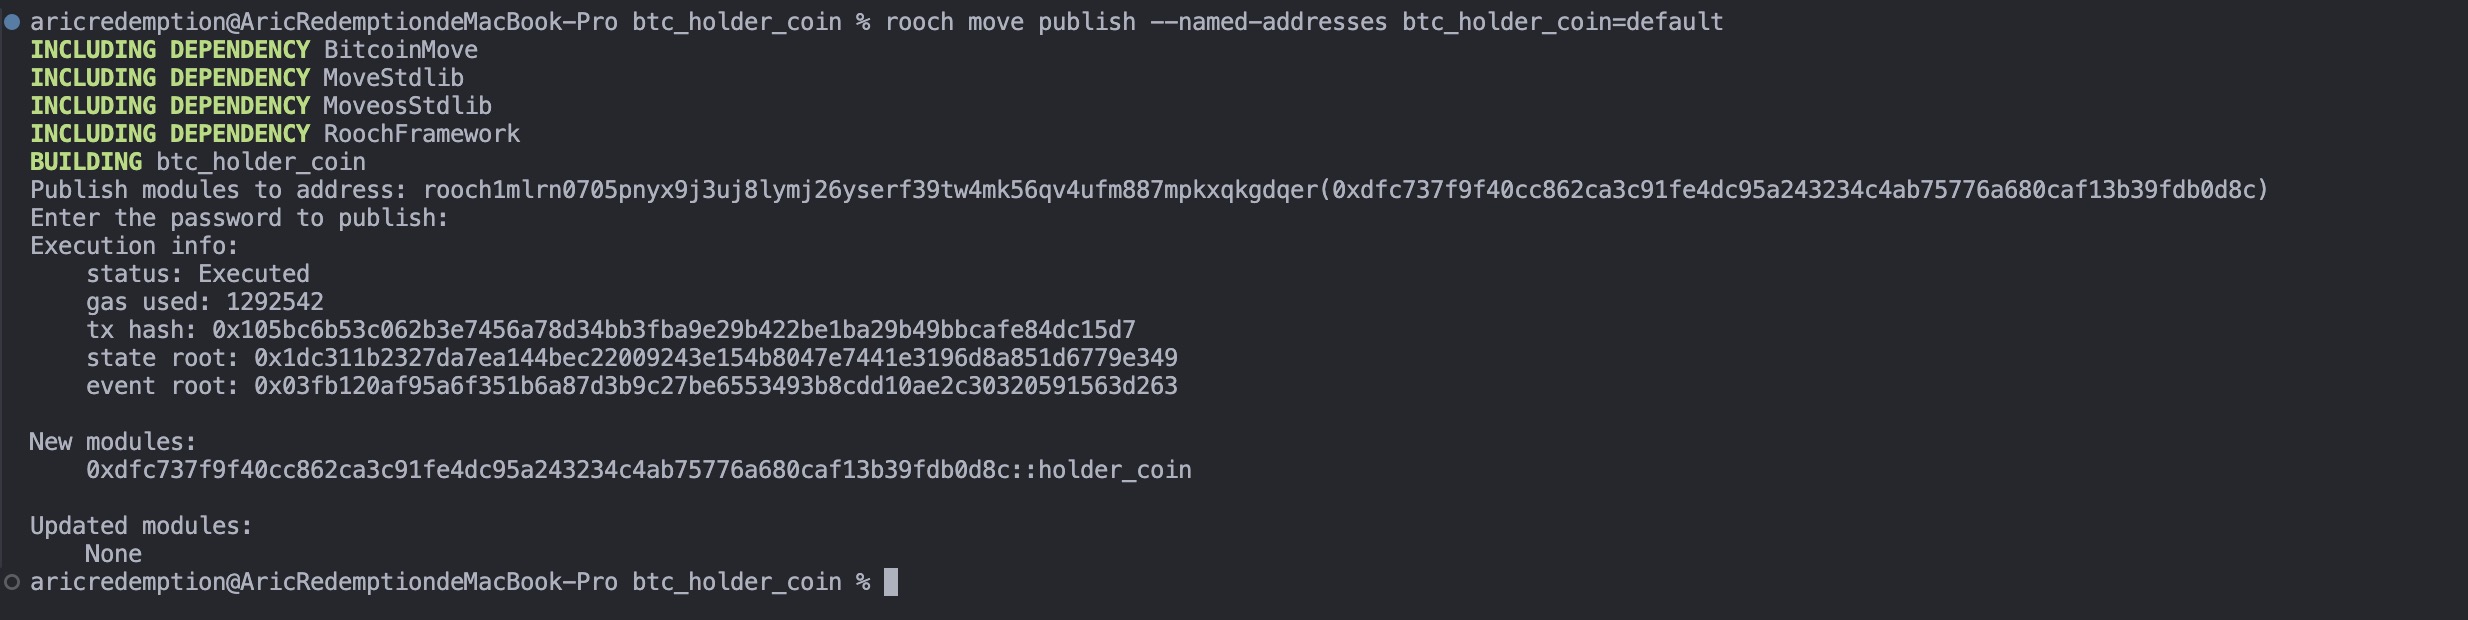 aricredemption@AricRedemptiondeMacBook-Pro btc_holder_coin % rooch move publish --named-addresses btc_holder_coin=default
INCLUDING DEPENDENCY BitcoinMove
INCLUDING DEPENDENCY MoveStdlib
INCLUDING DEPENDENCY MoveosStdlib
INCLUDING DEPENDENCY RoochFramework
BUILDING btc_holder_coin
Publish modules to address: rooch1mlrn0705pnyx9j3uj8lymj26yserf39tw4mk56qv4ufm887mpkxqkgdqer(0xdfc737f9f40cc862ca3c91fe4dc95a243234c4ab75776a680caf13b39fdb0d8c)
Enter the password to publish:
Execution info:
    status: Executed
    gas used: 1292542
    tx hash: 0x105bc6b53c062b3e7456a78d34bb3fba9e29b422be1ba29b49bbcafe84dc15d7
    state root: 0x1dc311b2327da7ea144bec22009243e154b8047e7441e3196d8a851d6779e349
    event root: 0x03fb120af95a6f351b6a87d3b9c27be6553493b8cdd10ae2c30320591563d263

New modules:
    0xdfc737f9f40cc862ca3c91fe4dc95a243234c4ab75776a680caf13b39fdb0d8c::holder_coin

Updated modules:
    None
aricredemption@AricRedemptiondeMacBook-Pro btc_holder_coin %